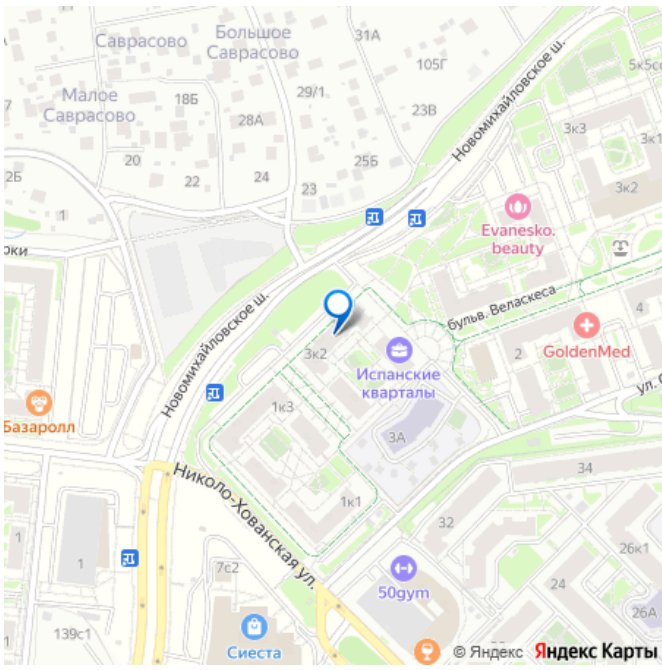 Саврасово
Большое
Саврасово
31А
105Г
5к5с
Малое
Саврасово
18Б
29/1
28А
23В
Новомихайловское ш.
3к3
7
20
25Б
2Б
22
24
23
3к2
1
Evanesko.
beauty
оки
бульв. Веласкеса
Новомихайловское ш.
4
GoldenMed
2
3к2
Испанские
кварталы
ул. С
1к3
Базаролл
3А
Николо-Хованская ул.
34
1к1
32
26к1
1
1
7с2
50gym
24
26А
139с1
Сиеста
© Яндекс Яндекс Карты